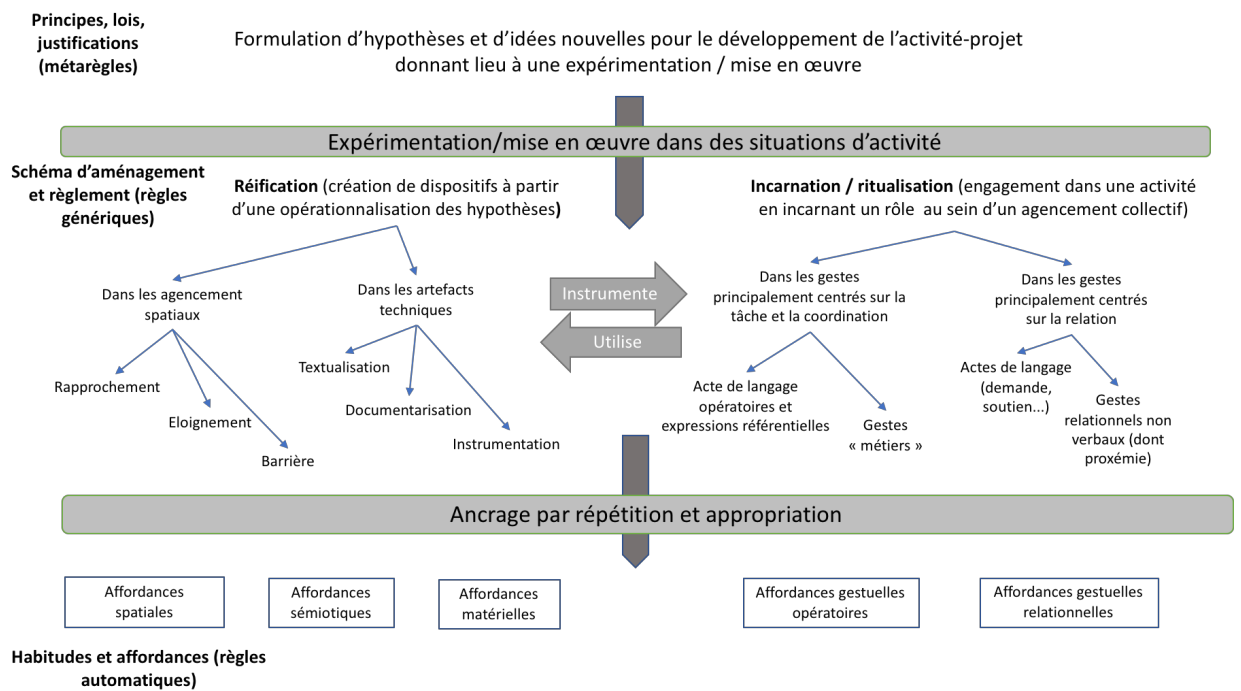 Principes, lois,
justifications
(métarègles)
Formulation d’hypothèses et d’idées nouvelles pour le développement de l’activité-projet
donnant lieu à une expérimentation / mise en œuvre
Expérimentation/mise en œuvre dans des situations d’activité
Schéma d’aménagement
et règlement (règles
génériques)
Réification (création de dispositifs à partir
d’une opérationnalisation des hypothèses)
Incarnation / ritualisation (engagement dans une activité
en incarnant un rôle au sein d’un agencement collectif)
Dans les agencement
spatiaux
Dans les artefacts
techniques
Instrumente
Utilise
Dans les gestes
principalement centrés sur la
tâche et la coordination
Dans les gestes
principalement centrés
sur la relation
Rapprochement
Eloignement
Barrière
Textualisation
Documentarisation
Instrumentation
Acte de langage
opératoires et
expressions référentielles
Gestes
« métiers »
Actes de langage
(demande,
soutien...)
Gestes
relationnels non
verbaux (dont
proxémie)
Ancrage par répétition et appropriation
Affordances
spatiales
Affordances
sémiotiques
Affordances
matérielles
Affordances gestuelles
opératoires
Affordances gestuelles
relationnelles
Habitudes et affordances (règles
automatiques)